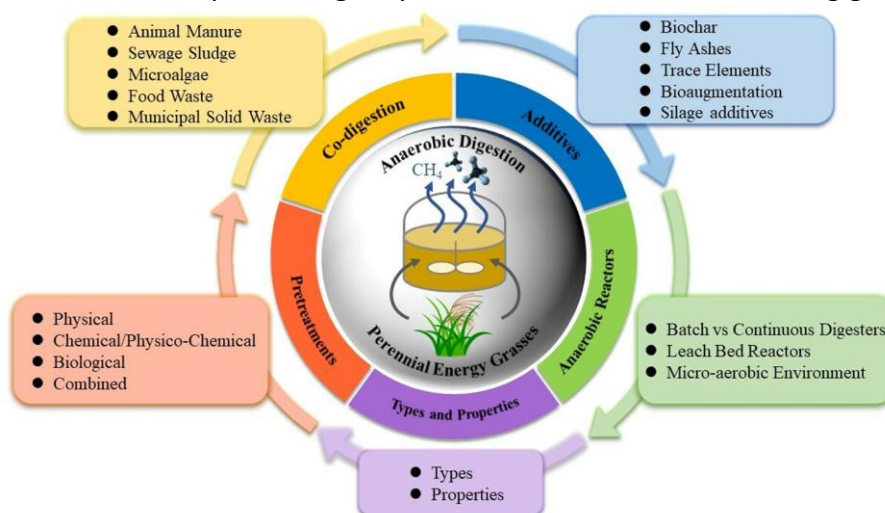 ● Animal Manure
● Sewage Sludge
● Microalgae
● Food Waste
● Municipal Solid Waste
● Biochar
● Fly Ashes
● Trace Elements
● Bioaugmentation
● Silage additives
Co-digestion
Additives
Anaerobic Digestion
CH4
Pretreatments
Anaerobic Reactors
Perennial Energy Grasses
Types and Properties
● Physical
● Chemical/Physico-Chemical
● Biological
● Combined
● Batch vs Continuous Digesters
● Leach Bed Reactors
● Micro-aerobic Environment
● Types
● Properties